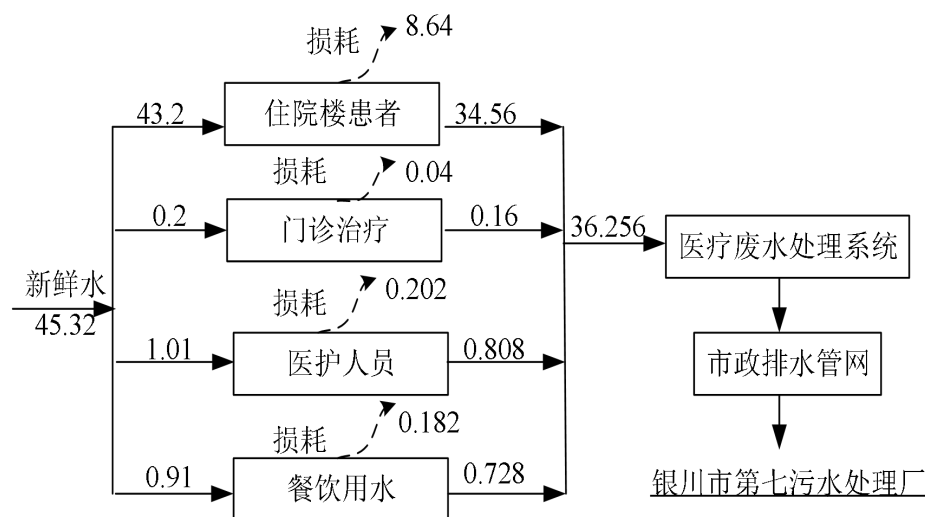 损耗 8.64
43.2 住院楼患者 34.56
损耗 0.04
0.2 门诊治疗 0.16
36.256 医疗废水处理系统
新鲜水
45.32
损耗 0.202
1.01 医护人员 0.808
市政排水管网
损耗 0.182
0.91 餐饮用水 0.728
银川市第七污水处理厂